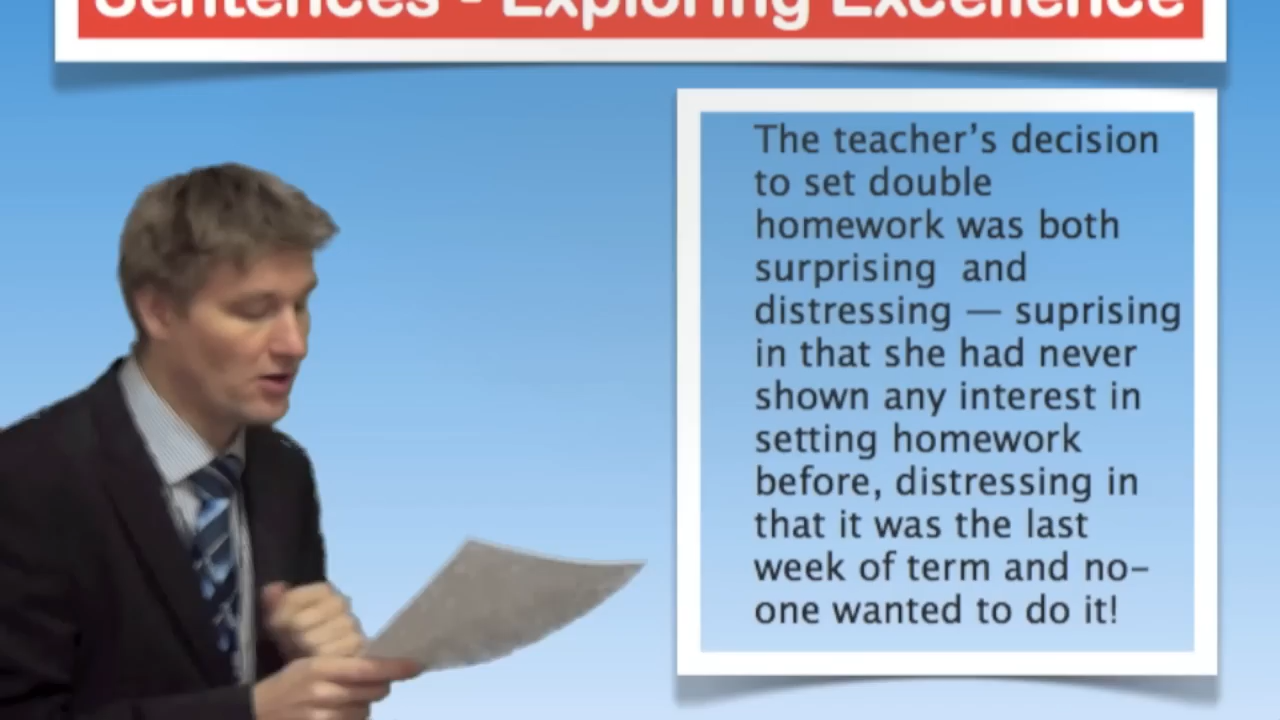 Sentences - Exploring Excellence
The teacher’s decision
to set double
homework was both
surprising and
distressing — suprising
in that she had never
shown any interest in
setting homework
before, distressing in
that it was the last
week of term and no-
one wanted to do it!